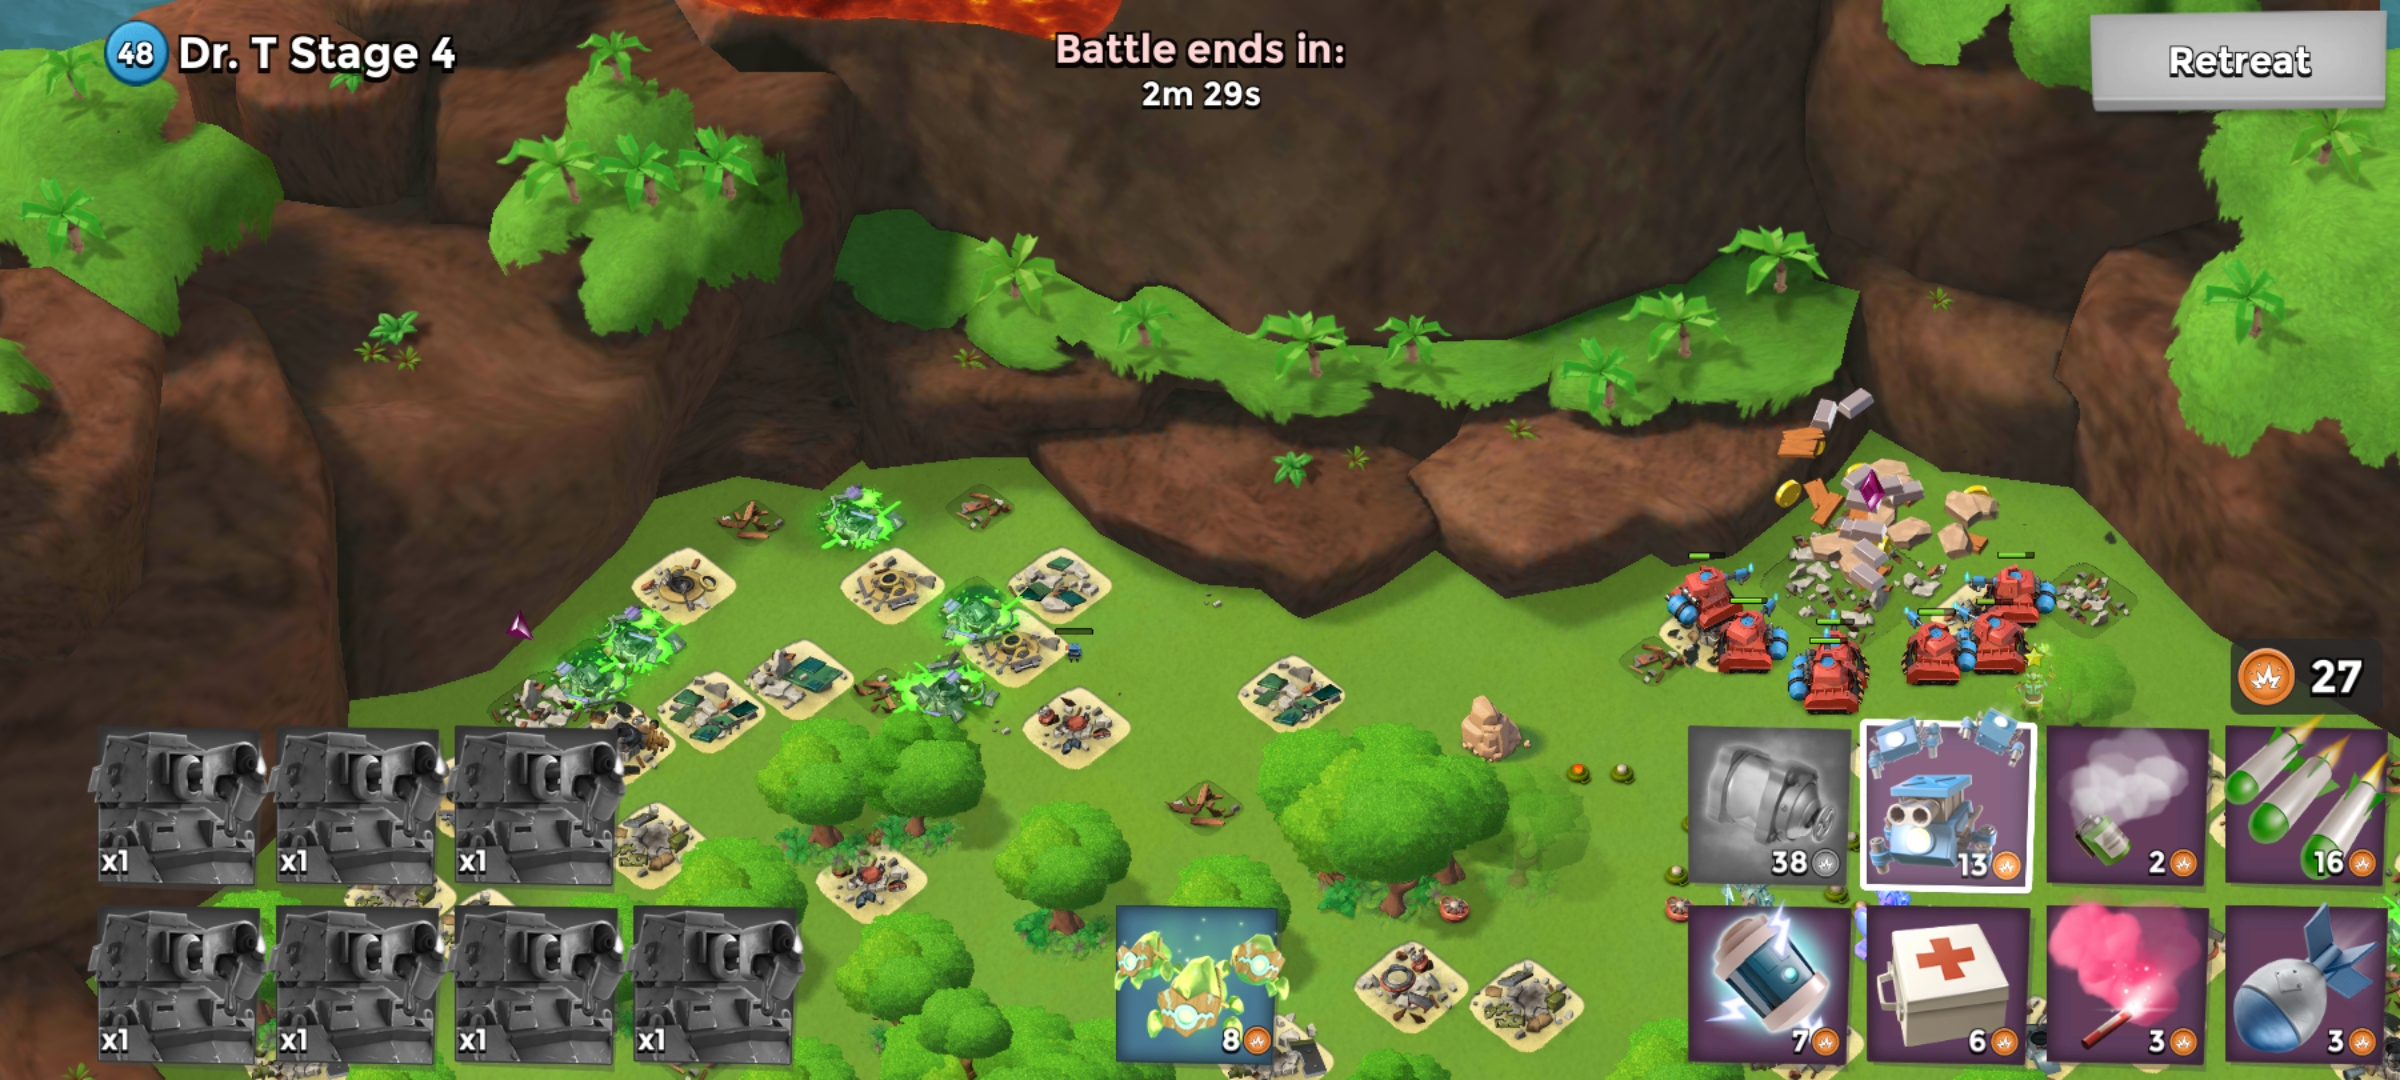 48 Dr. T Stage 4
Battle ends in:
2m 29s
Retreat
27
x1 x1 x1
38 13 2 16
x1 x1 x1 x1
8
7 6 3 3